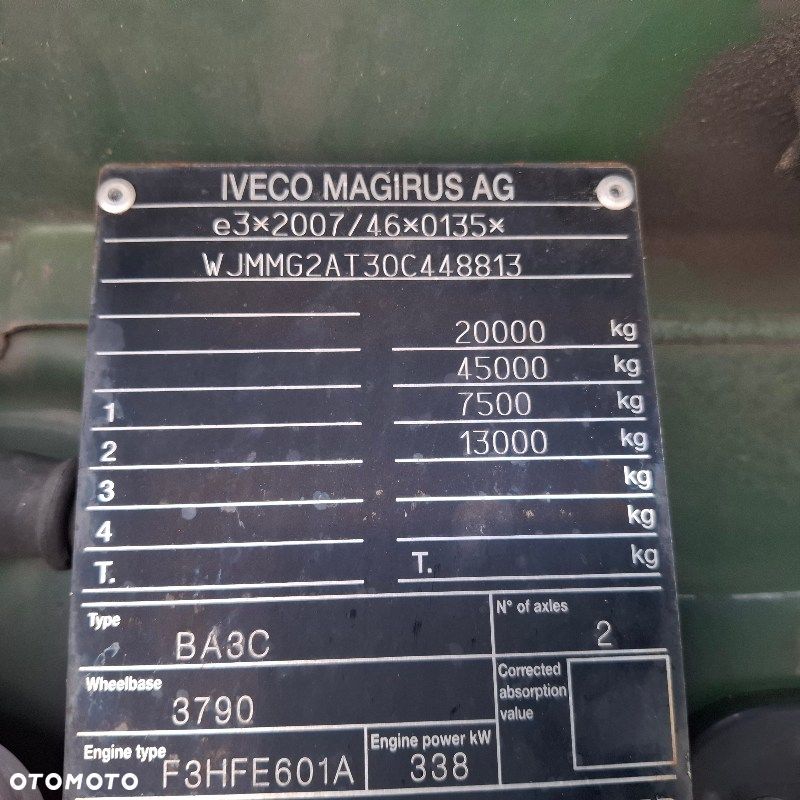 IVECO MAGIRUS AG
e3*2007/46*0135*
WJMMG2AT30C448813
20000 kg
45000 kg
1 7500 kg
2 13000 kg
3 kg
4 kg
T. T. kg
Type BA3C N° of axles 2
Wheelbase 3790 Corrected absorption value
Engine type F3HFE601A Engine power kW 338
OTOMOTO